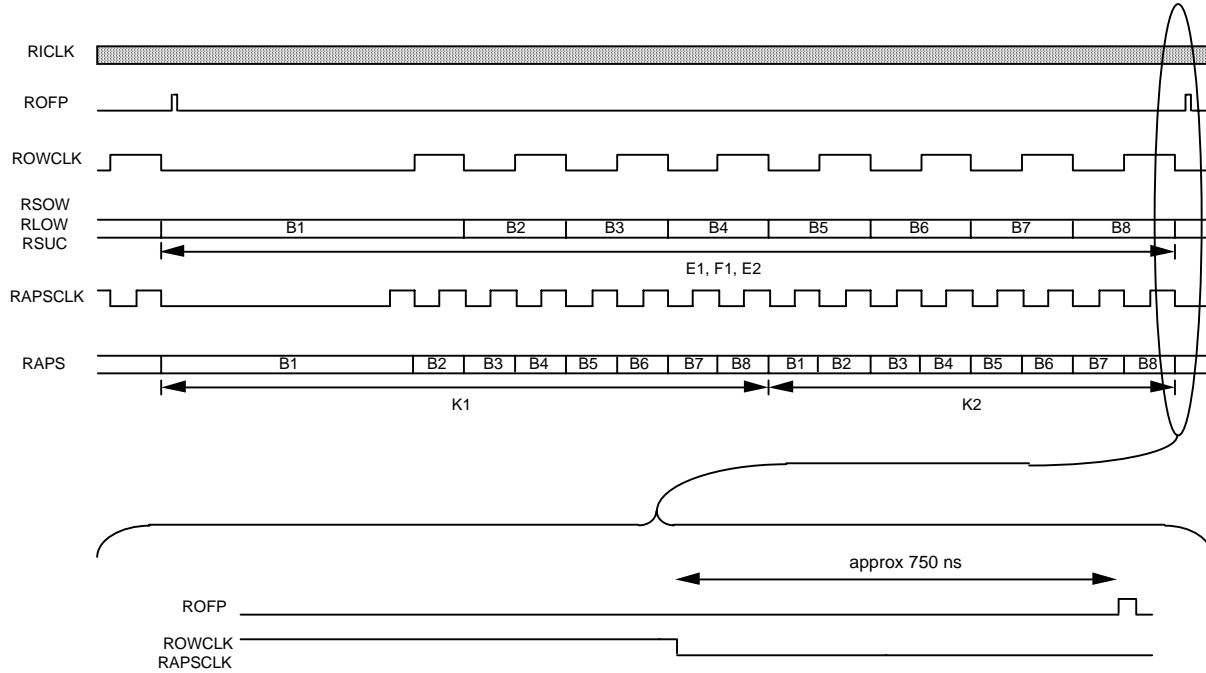 RICLK
ROFP
ROWCLK
RSOW
RLOW
RSUC
B1 B2 B3 B4 B5 B6 B7 B8
E1, F1, E2
RAPSCLK
RAPS
B1 B2 B3 B4 B5 B6 B7 B8 B1 B2 B3 B4 B5 B6 B7 B8
K1 K2
approx 750 ns
ROFP
ROWCLK
RAPSCLK